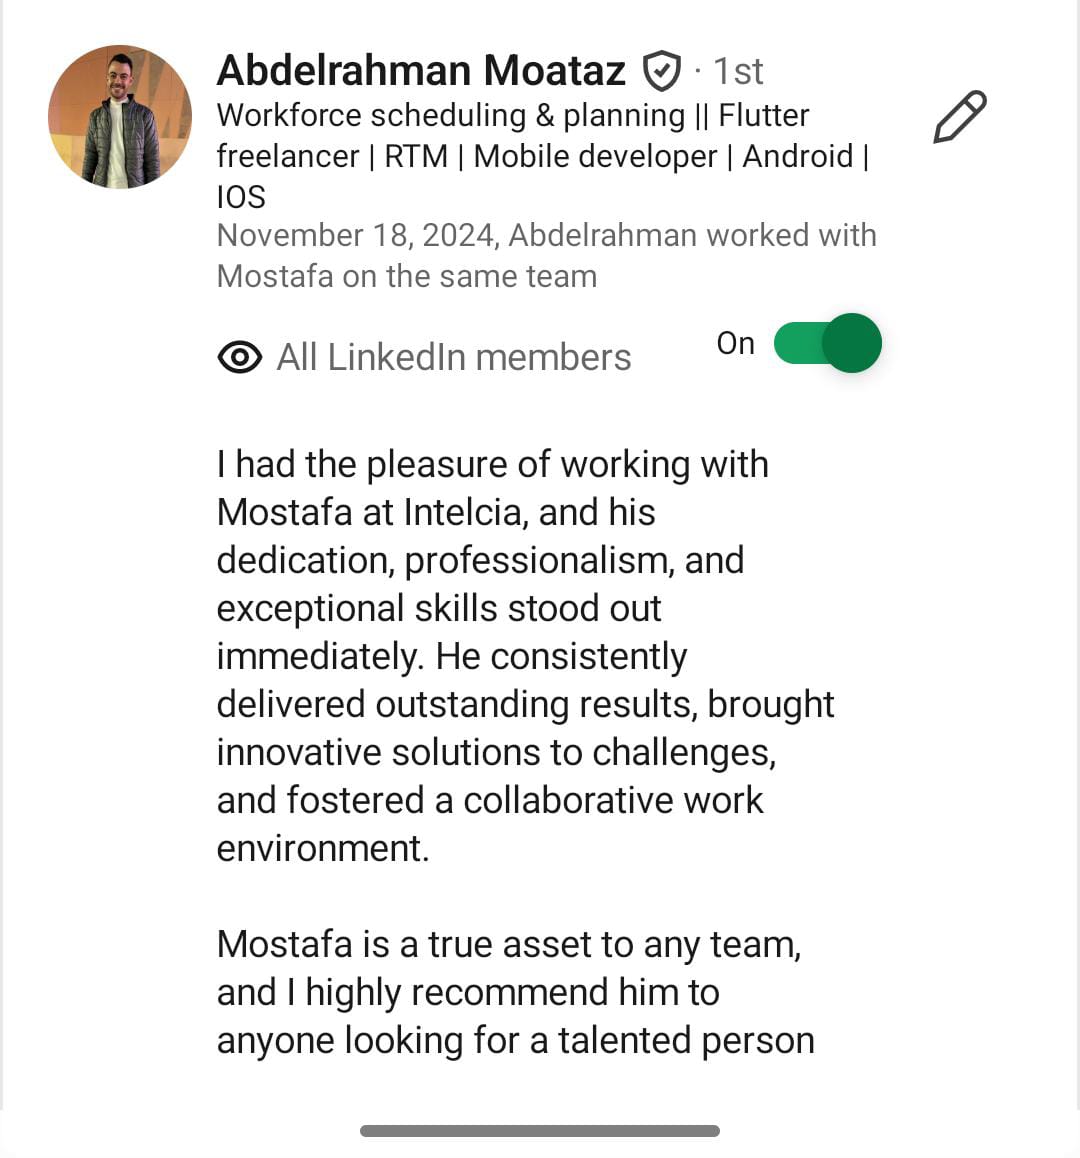 Abdelrahman Moataz · 1st
Workforce scheduling & planning || Flutter
freelancer | RTM | Mobile developer | Android |
IOS
November 18, 2024, Abdelrahman worked with
Mostafa on the same team
All LinkedIn members On
I had the pleasure of working with
Mostafa at Intelcia, and his
dedication, professionalism, and
exceptional skills stood out
immediately. He consistently
delivered outstanding results, brought
innovative solutions to challenges,
and fostered a collaborative work
environment.
Mostafa is a true asset to any team,
and I highly recommend him to
anyone looking for a talented person